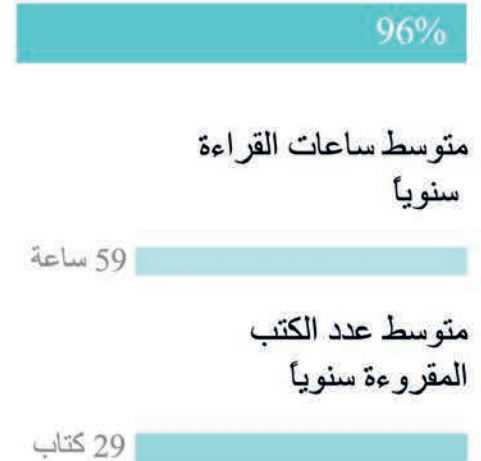 96%
متوسط ساعات القراءة
سنوياً
59 ساعة
متوسط عدد الكتب
المقروءة سنوياً
29 كتاب